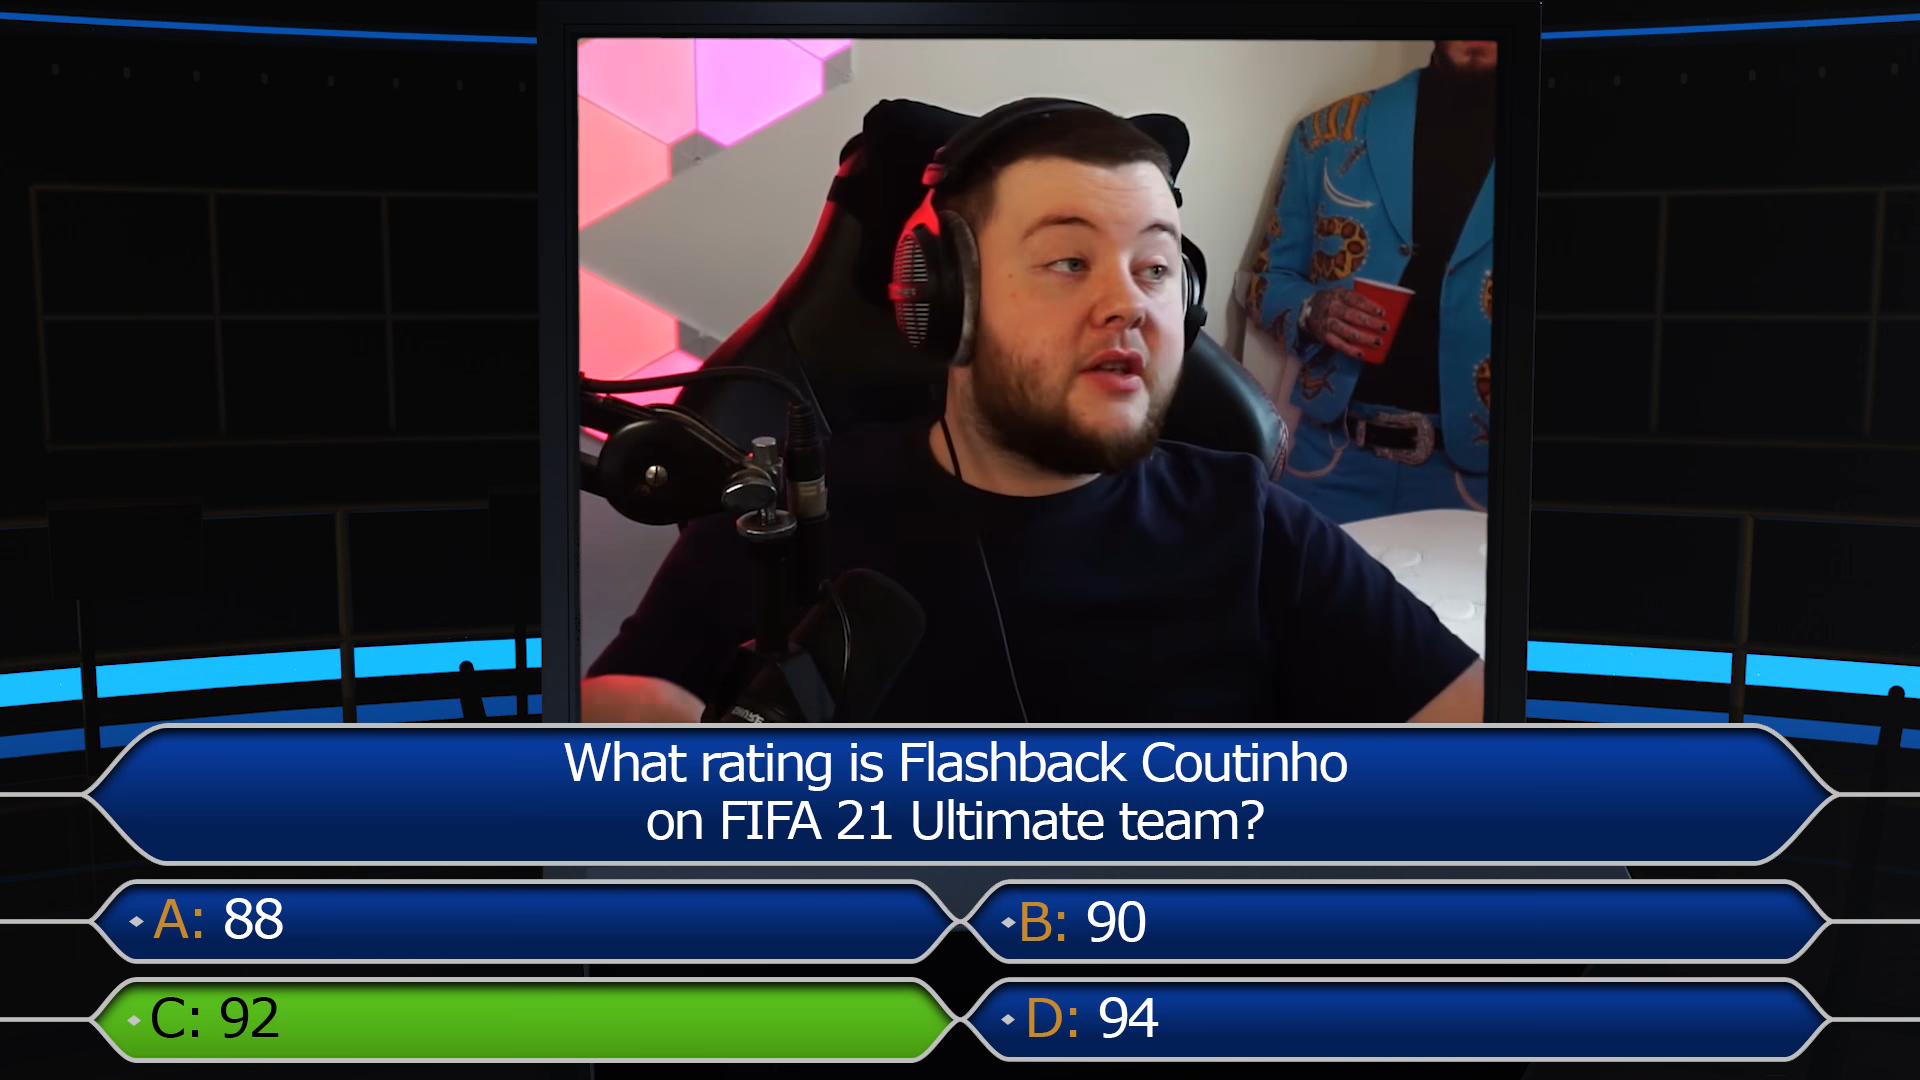 What rating is Flashback Coutinho
on FIFA 21 Ultimate team?
A: 88
B: 90
C: 92
D: 94